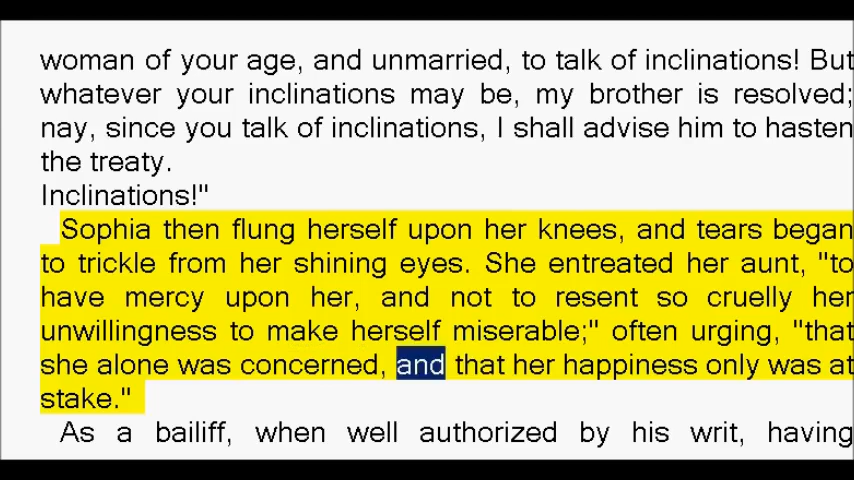 woman of your age, and unmarried, to talk of inclinations! But
whatever your inclinations may be, my brother is resolved;
nay, since you talk of inclinations, I shall advise him to hasten
the treaty.
Inclinations!"
Sophia then flung herself upon her knees, and tears began
to trickle from her shining eyes. She entreated her aunt, "to
have mercy upon her, and not to resent so cruelly her
unwillingness to make herself miserable;" often urging, "that
she alone was concerned, and that her happiness only was at
stake."
As a bailiff, when well authorized by his writ, having